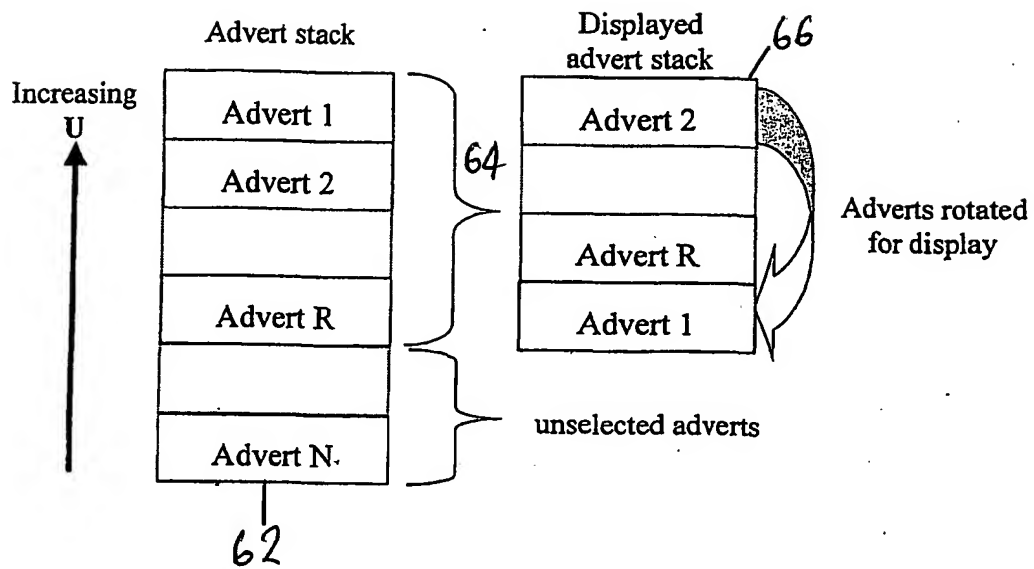 Advert stack
Increasing
U
Advert 1
Advert 2
Advert R
Advert N
62
64
unselected adverts
Displayed
advert stack
66
Advert 2
Advert R
Advert 1
Adverts rotated
for display